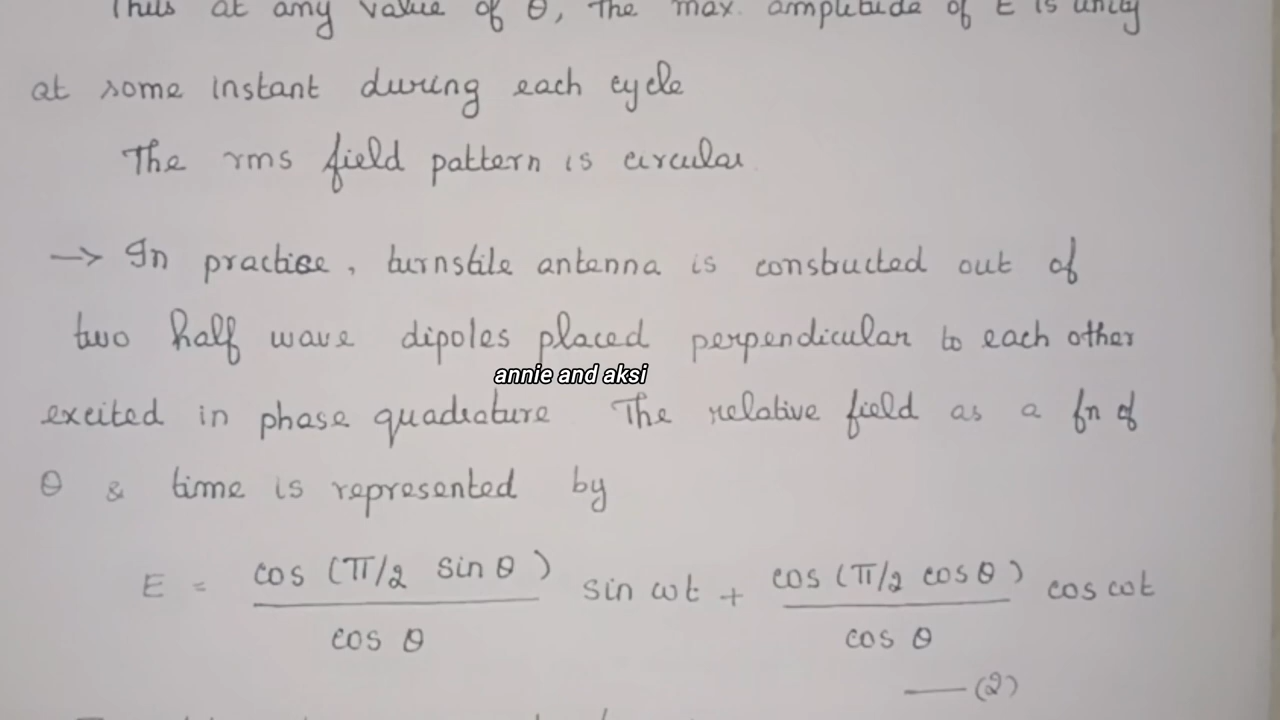 Thus at any value of θ, the max. amplitude of E is unity
at some instant during each cycle
The rms field pattern is circular
→ In practice, turnstile antenna is constructed out of
two half wave dipoles placed perpendicular to each other
annie and aksi
excited in phase quadrature The relative field as a fn of
θ & time is represented by
E = cos (π/2 sin θ) / cos θ sin ωt + cos (π/2 cos θ) / cos θ cos ωt
—(2)